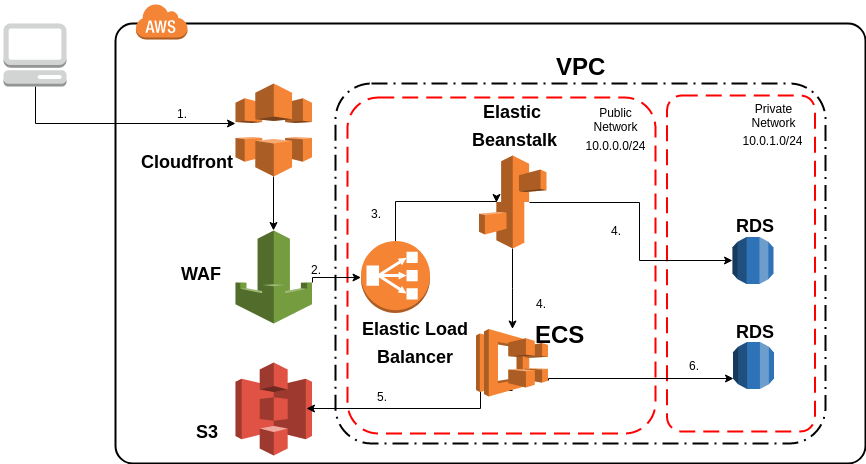 AWS
VPC
1.
Cloudfront
Elastic
Beanstalk
Public
Network
10.0.0.0/24
Private
Network
10.0.1.0/24
3.
4.
RDS
WAF
2.
Elastic Load
Balancer
4.
ECS
RDS
6.
5.
S3